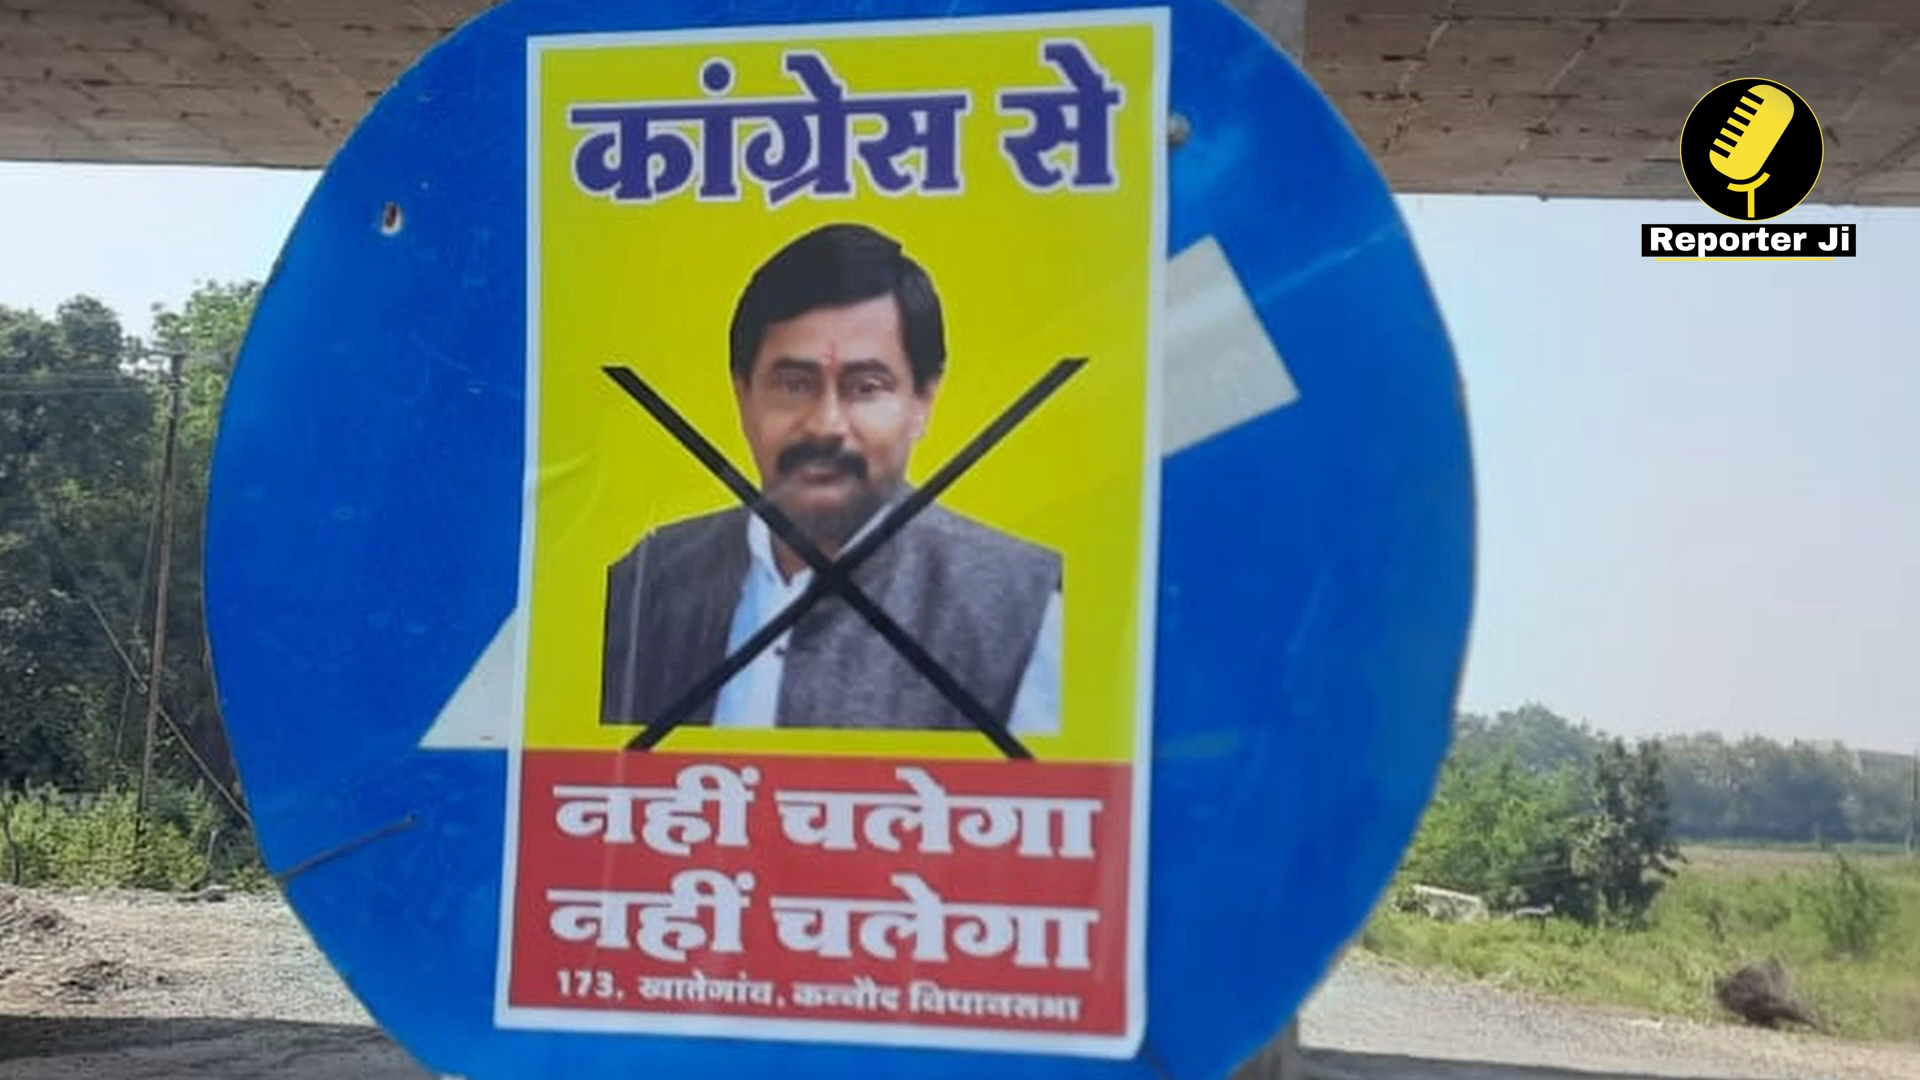 कांग्रेस से
नहीं चलेगा
नहीं चलेगा
173, खातेगांव, कन्नौद विधानसभा
Reporter Ji